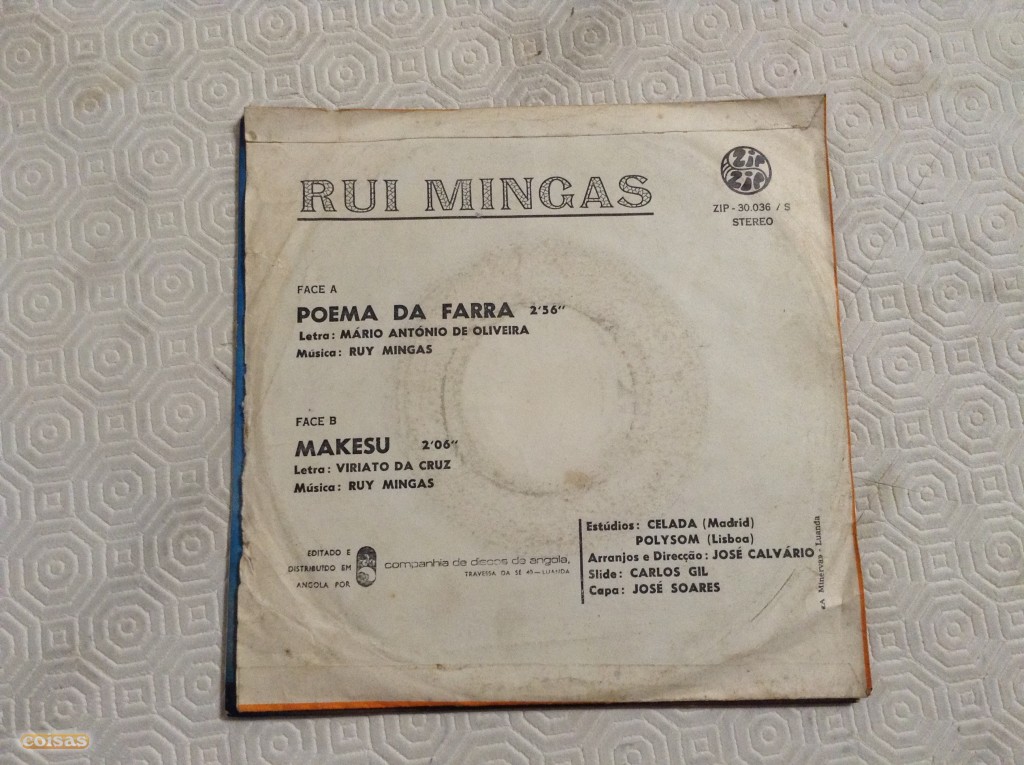 RUI MINGAS
ZIP ZIP
ZIP - 30.036 / S
STEREO
FACE A
POEMA DA FARRA 2'56"
Letra: MÁRIO ANTÓNIO DE OLIVEIRA
Música: RUY MINGAS
FACE B
MAKESU 2'06"
Letra: VIRIATO DA CRUZ
Música: RUY MINGAS
EDITADO E
DISTRIBUIDO EM
ANGOLA POR
companhia de discos de angola,
TRAVESSA DA SÉ 45 - LUANDA
Estúdios: CELADA (Madrid)
POLYSOM (Lisboa)
Arranjos e Direcção: JOSÉ CALVÁRIO
Slide: CARLOS GIL
Capa: JOSÉ SOARES
Minerva» - Luanda
coisas